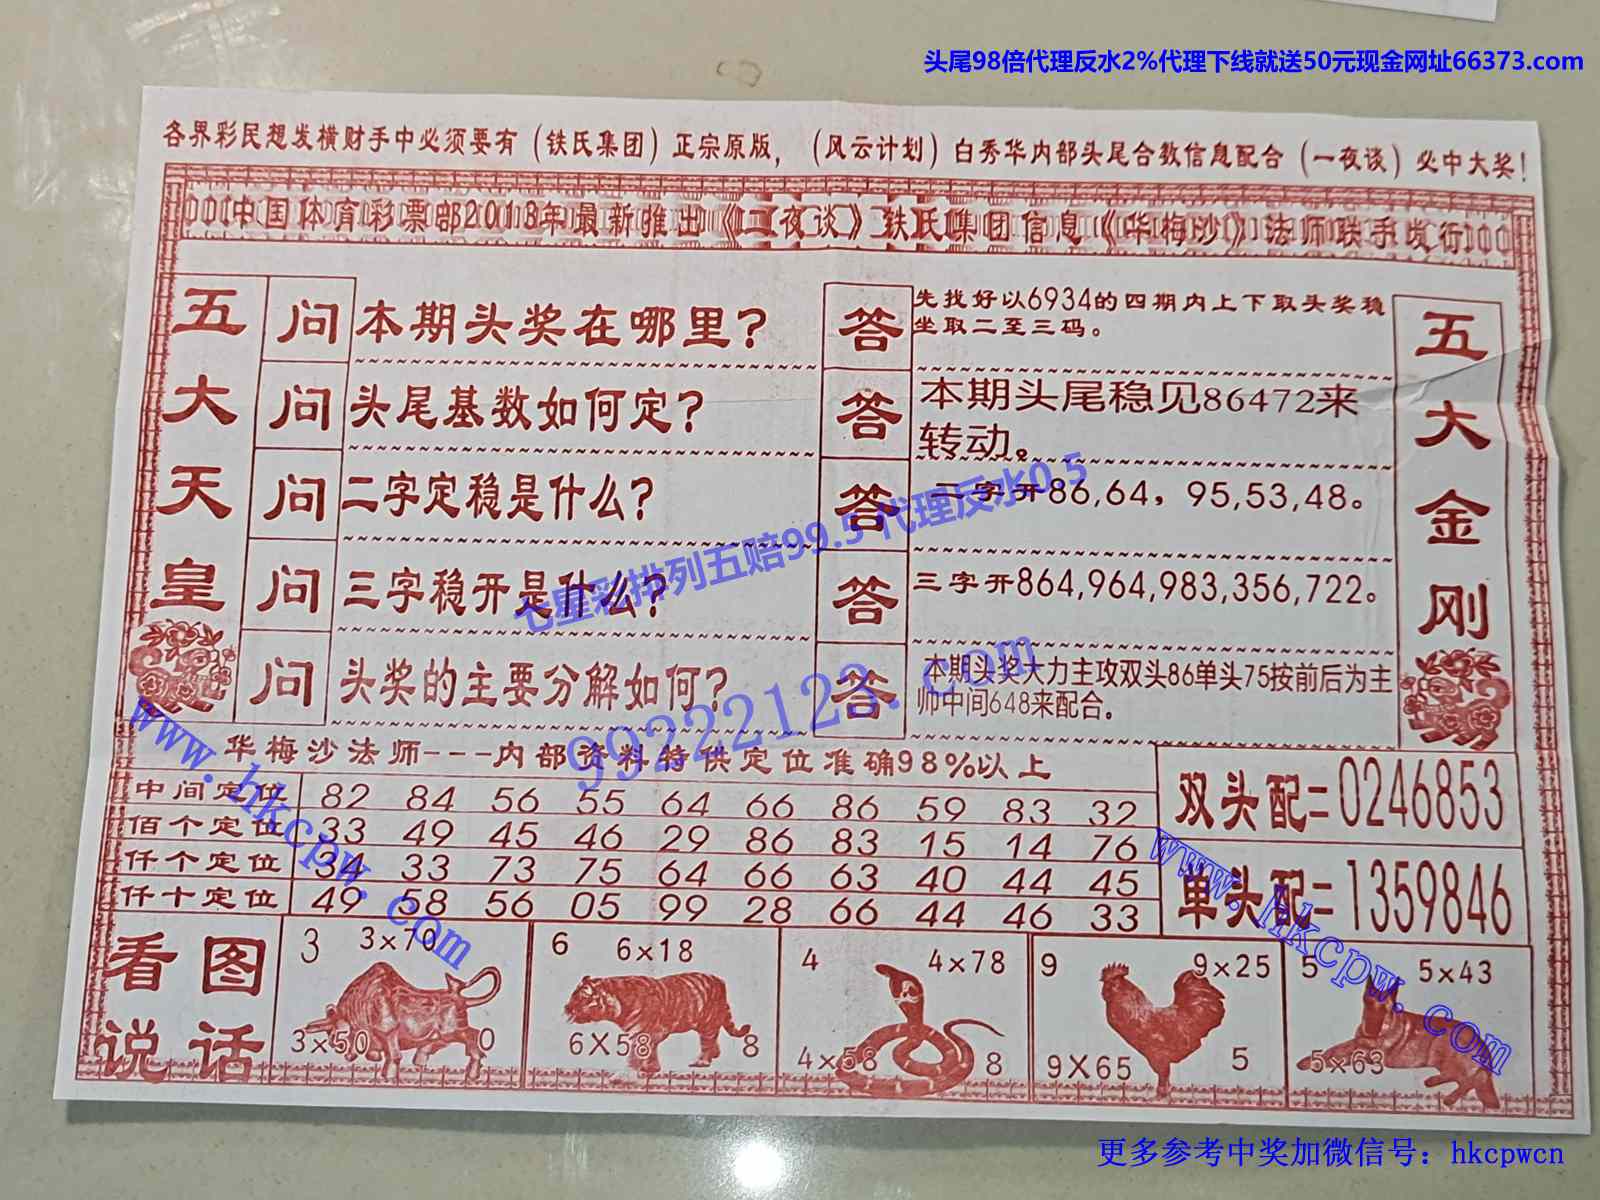 头尾98倍代理反水2%代理下线就送50元现金网址66373.com
各界彩民想发横财手中必须要有（铁氏集团）正宗原版，（风云计划）白秀华内部头尾合数信息配合（一夜谈）必中大奖！
中国体育彩票部2013年最新推出《二夜谈》铁氏集团信息《华梅沙》法师联手发行
五大天皇
问 本期头奖在哪里？
答 先找好以6934的四期内上下取头奖稳
坐取二至三码。
问 头尾基数如何定？
答 本期头尾稳见86472来
转动。
问 二字定稳是什么？
答 二字开86,64，95,53,48。
问 三字稳开是什么？
答 三字开864,964,983,356,722。
问 头奖的主要分解如何？
答 本期头奖大力主攻双头86单头75按前后为主
帅中间648来配合。
五大金刚
七星彩排列五赔99.5 代理反水0.5
99222123.com
华梅沙法师---内部资料特供定位准确98%以上
中间定位 82 84 56 55 64 66 86 59 83 32
佰个定位 33 49 45 46 29 86 83 15 14 76
仟个定位 34 33 73 75 64 66 63 40 44 45
仟十定位 49 58 56 05 99 28 66 44 46 33
双头配=0246853
单头配=1359846
www.hkcpw.com
www.hkcpw.com
看图
说话
3 3×70
3×50 0
6 6×18
6X58 8
4 4×78
4×58 8
9 9×25
9X65 5
5 5×43
5×63
更多参考中奖加微信号：hkcpwcn